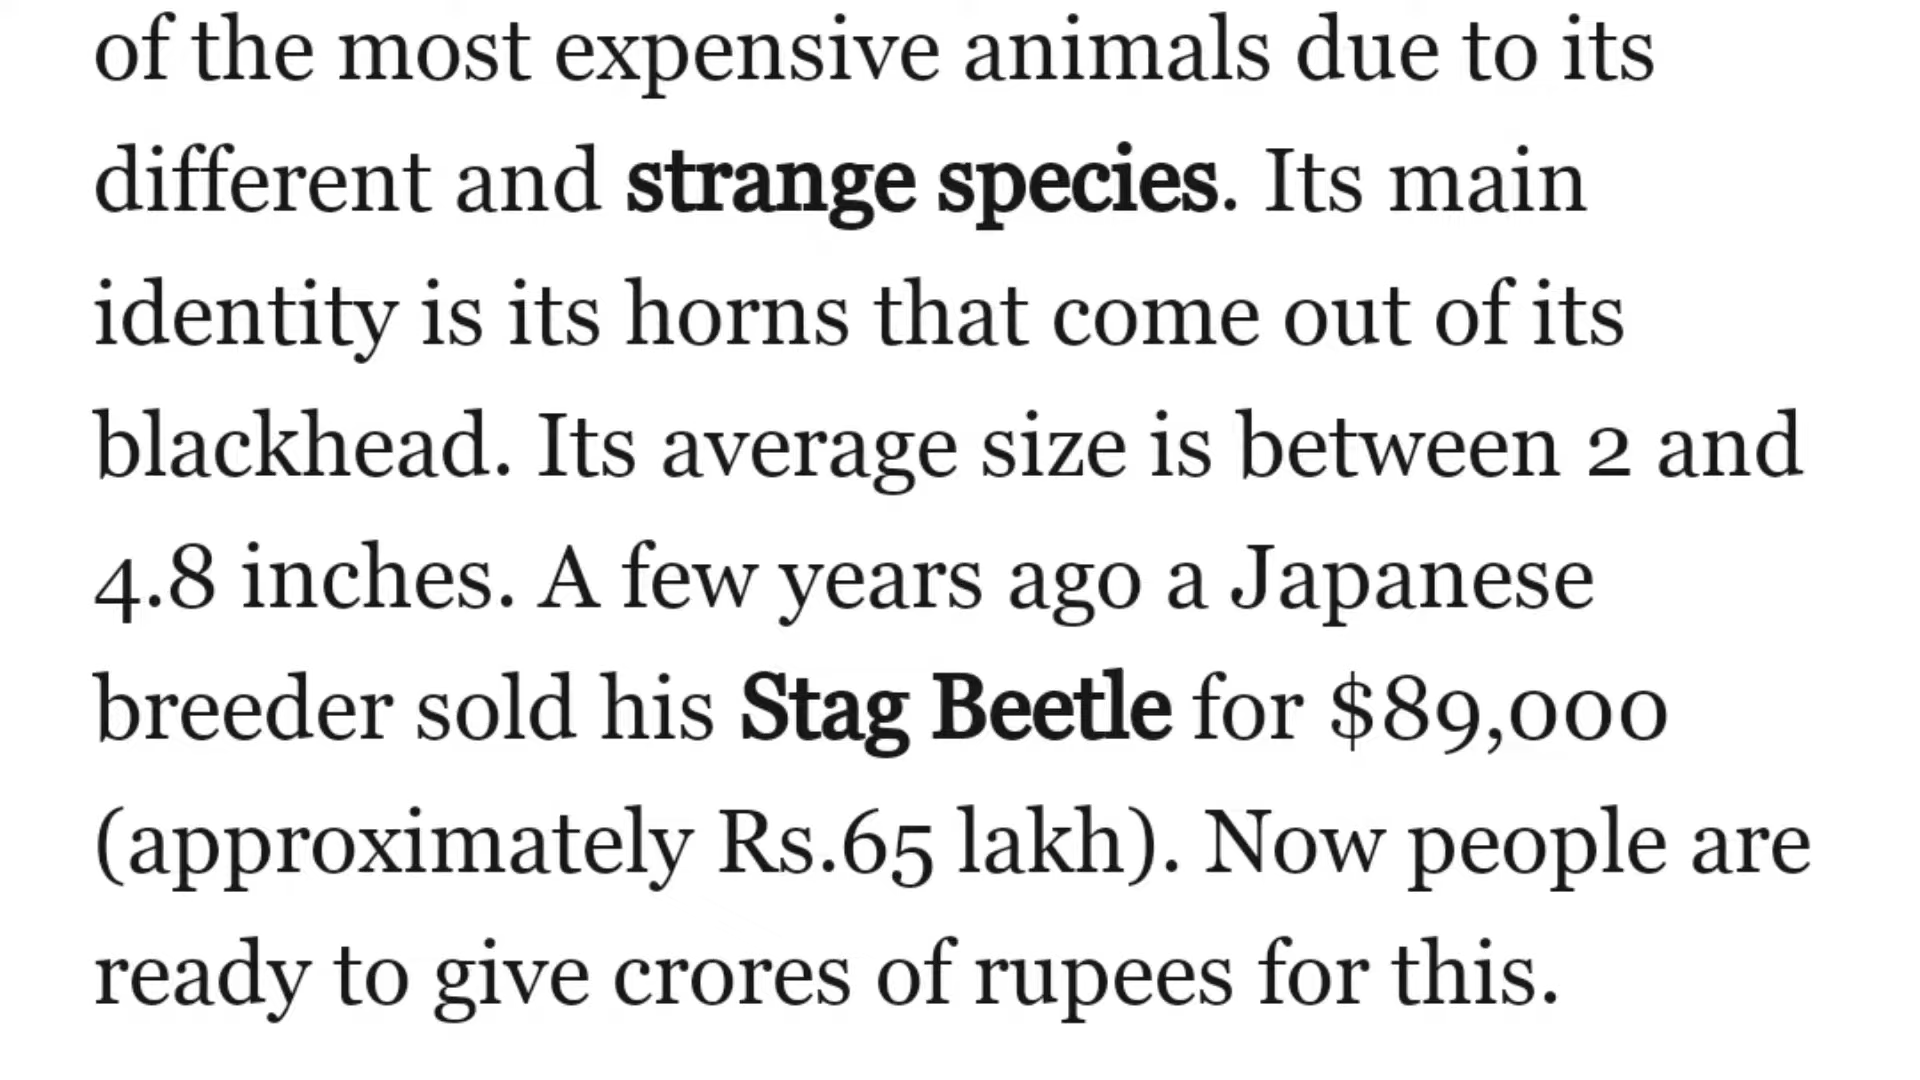 of the most expensive animals due to its
different and strange species. Its main
identity is its horns that come out of its
blackhead. Its average size is between 2 and
4.8 inches. A few years ago a Japanese
breeder sold his Stag Beetle for $89,000
(approximately Rs.65 lakh). Now people are
ready to give crores of rupees for this.